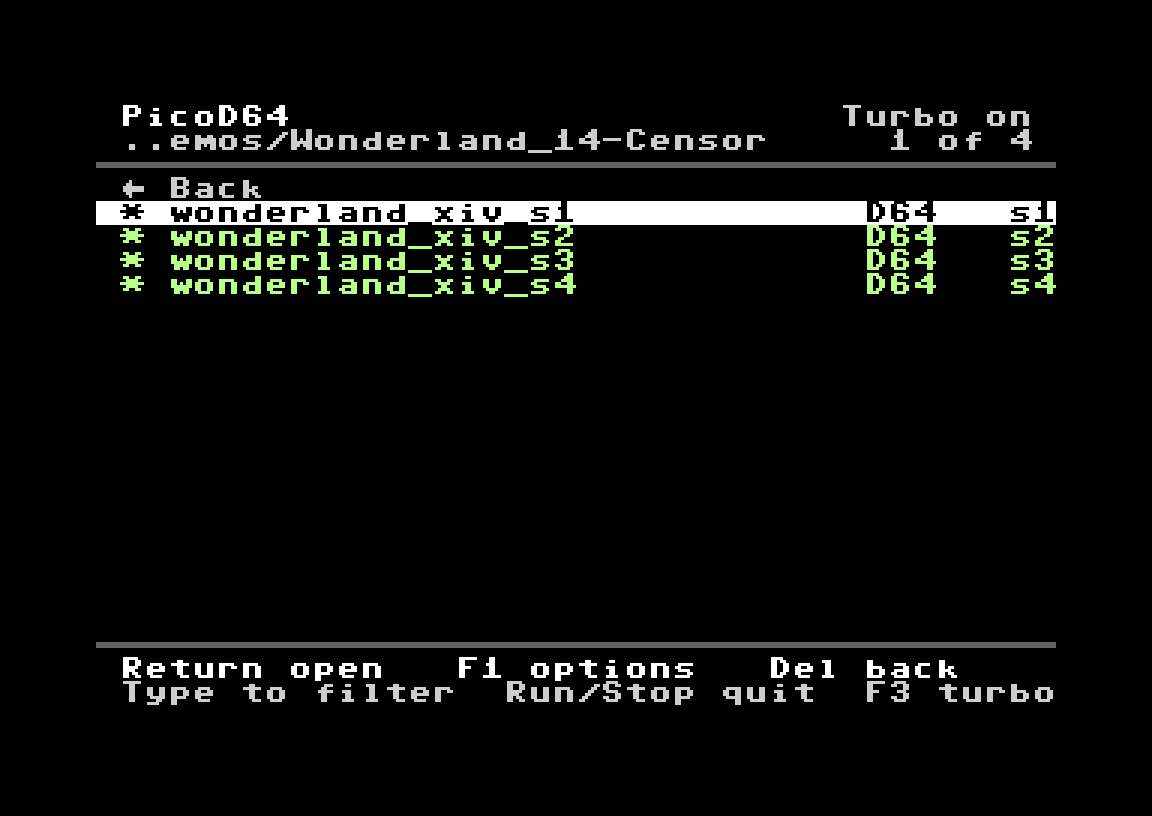 PicoD64 Turbo on
..emos/Wonderland_14-Censor 1 of 4
← Back
* wonderland_xiv_s1 D64 s1
* wonderland_xiv_s2 D64 s2
* wonderland_xiv_s3 D64 s3
* wonderland_xiv_s4 D64 s4
Return open F1 options Del back
Type to filter Run/Stop quit F3 turbo